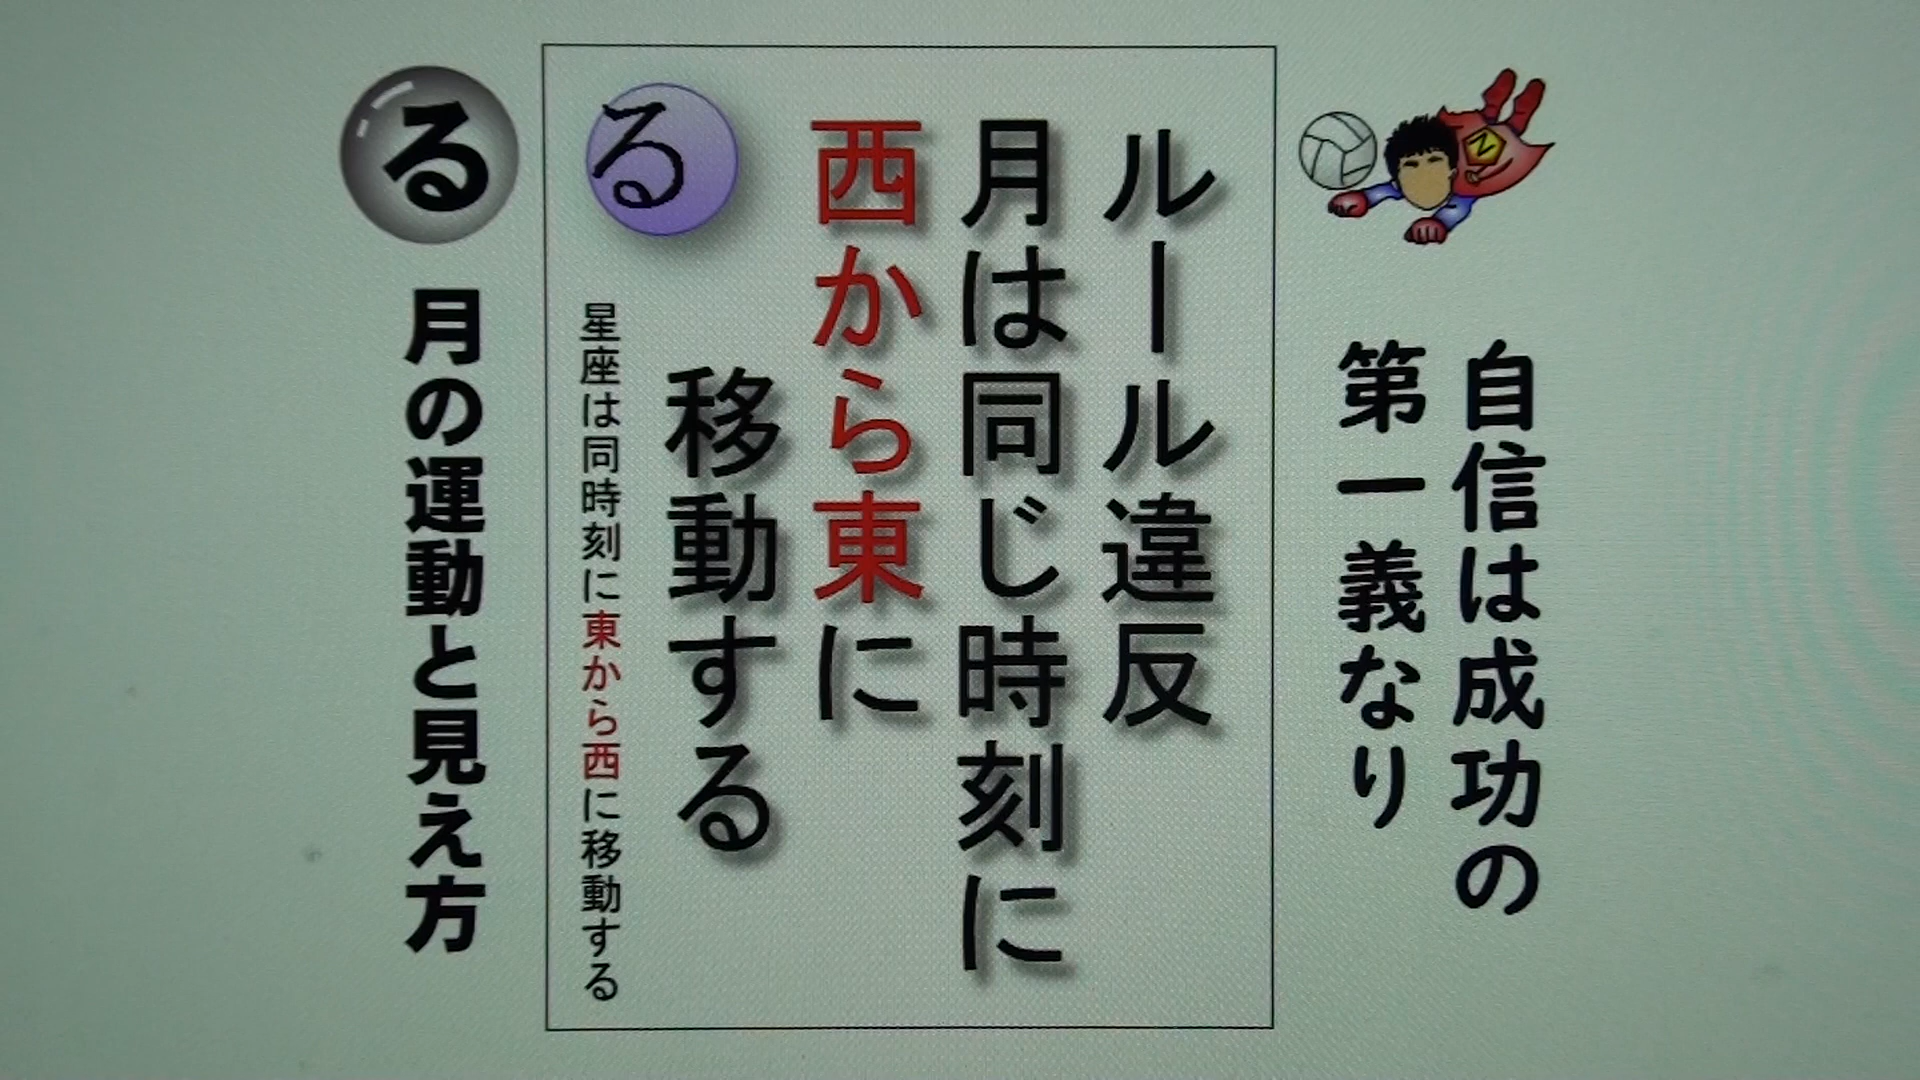 自信は成功の
第一義なり
ルール違反
月は同じ時刻に
西から東に
移動する
る
星座は同時刻に東から西に移動する
る
月の運動と見え方
N